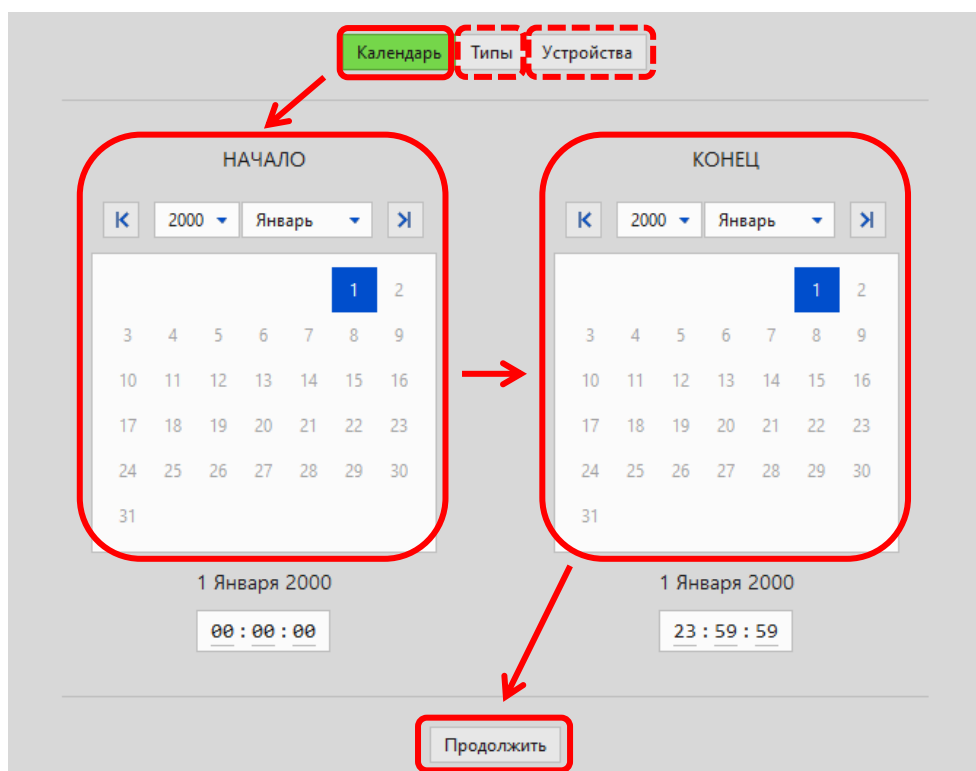 Календарь Типы Устройства
НАЧАЛО КОНЕЦ
2000 Январь 2000 Январь
1 2 1 2
3 4 5 6 7 8 9 3 4 5 6 7 8 9
10 11 12 13 14 15 16 10 11 12 13 14 15 16
17 18 19 20 21 22 23 17 18 19 20 21 22 23
24 25 26 27 28 29 30 24 25 26 27 28 29 30
31 31
1 Января 2000 1 Января 2000
00 : 00 : 00 23 : 59 : 59
Продолжить